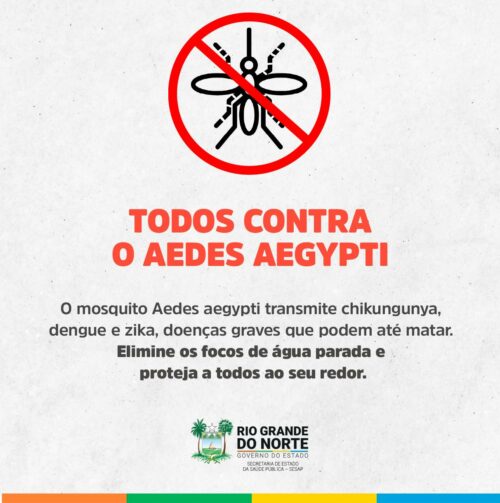 TODOS CONTRA
O AEDES AEGYPTI
O mosquito Aedes aegypti transmite chikungunya,
dengue e zika, doenças graves que podem até matar.
Elimine os focos de água parada e
proteja a todos ao seu redor.
RIO GRANDE
DO NORTE
GOVERNO DO ESTADO
SECRETARIA DE ESTADO
DA SAÚDE PÚBLICA – SESAP